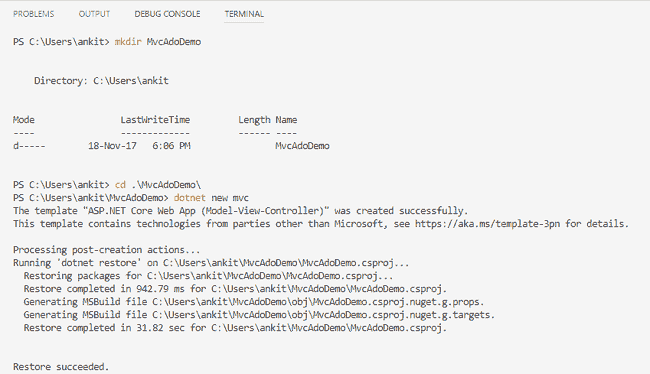 PROBLEMS OUTPUT DEBUG CONSOLE TERMINAL
PS C:\Users\ankit> mkdir MvcAdoDemo
Directory: C:\Users\ankit
Mode LastWriteTime Length Name
---- ------------- ------ ----
d----- 18-Nov-17 6:06 PM MvcAdoDemo
PS C:\Users\ankit> cd .\MvcAdoDemo\
PS C:\Users\ankit\MvcAdoDemo> dotnet new mvc
The template "ASP.NET Core Web App (Model-View-Controller)" was created successfully.
This template contains technologies from parties other than Microsoft, see https://aka.ms/template-3pn for details.
Processing post-creation actions...
Running 'dotnet restore' on C:\Users\ankit\MvcAdoDemo\MvcAdoDemo.csproj...
Restoring packages for C:\Users\ankit\MvcAdoDemo\MvcAdoDemo.csproj...
Restore completed in 942.79 ms for C:\Users\ankit\MvcAdoDemo\MvcAdoDemo.csproj.
Generating MSBuild file C:\Users\ankit\MvcAdoDemo\obj\MvcAdoDemo.csproj.nuget.g.props.
Generating MSBuild file C:\Users\ankit\MvcAdoDemo\obj\MvcAdoDemo.csproj.nuget.g.targets.
Restore completed in 31.82 sec for C:\Users\ankit\MvcAdoDemo\MvcAdoDemo.csproj.
Restore succeeded.